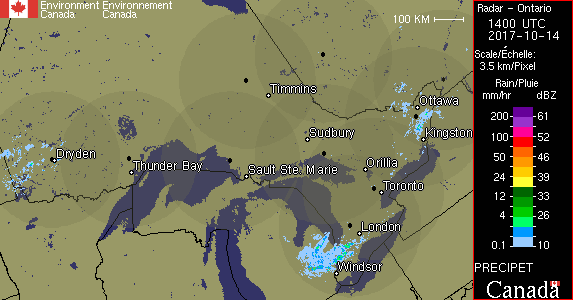 Environment Environnement
Canada Canada
100 KM
Timmins
Ottawa
Sudbury
Kingston
Dryden
Thunder Bay
Sault Ste. Marie
Orillia
Toronto
London
Windsor
Radar - Ontario
1400 UTC
2017-10-14
Scale/Échelle:
3.5 km/Pixel
Rain/Pluie
mm/hr dBZ
200 61
100 52
50 46
24 39
12 33
4 26
0.1 10
PRECIPET
Canada